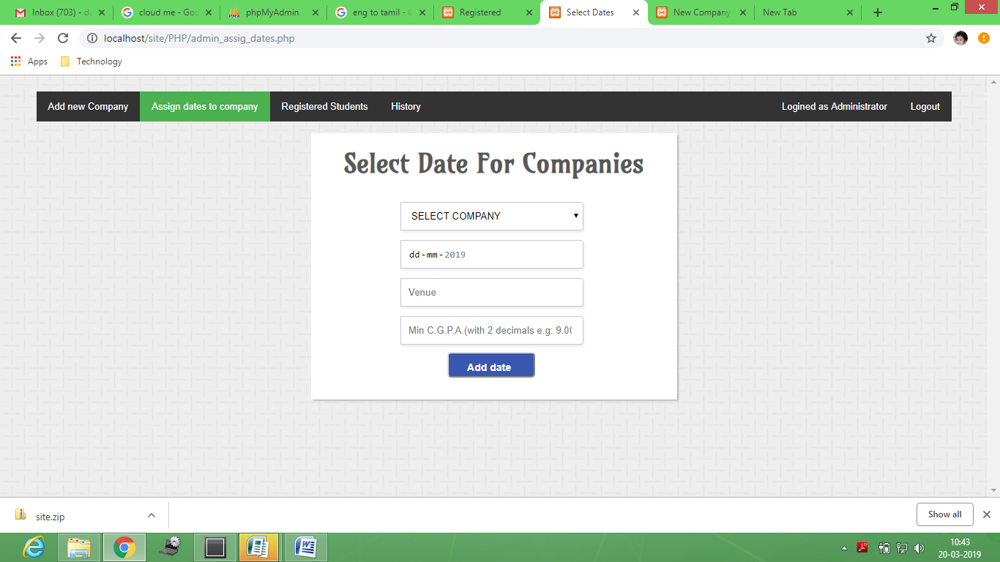 Inbox (703) - da
cloud me - Goo
phpMyAdmin
eng to tamil - G
Registered
Select Dates
New Company
New Tab
localhost/site/PHP/admin_assig_dates.php
Apps
Technology
Add new Company
Assign dates to company
Registered Students
History
Logined as Administrator
Logout
Select Date For Companies
SELECT COMPANY
dd-mm-2019
Venue
Min C.G.P.A.(with 2 decimals e.g: 9.00
Add date
site.zip
Show all
10:43
20-03-2019